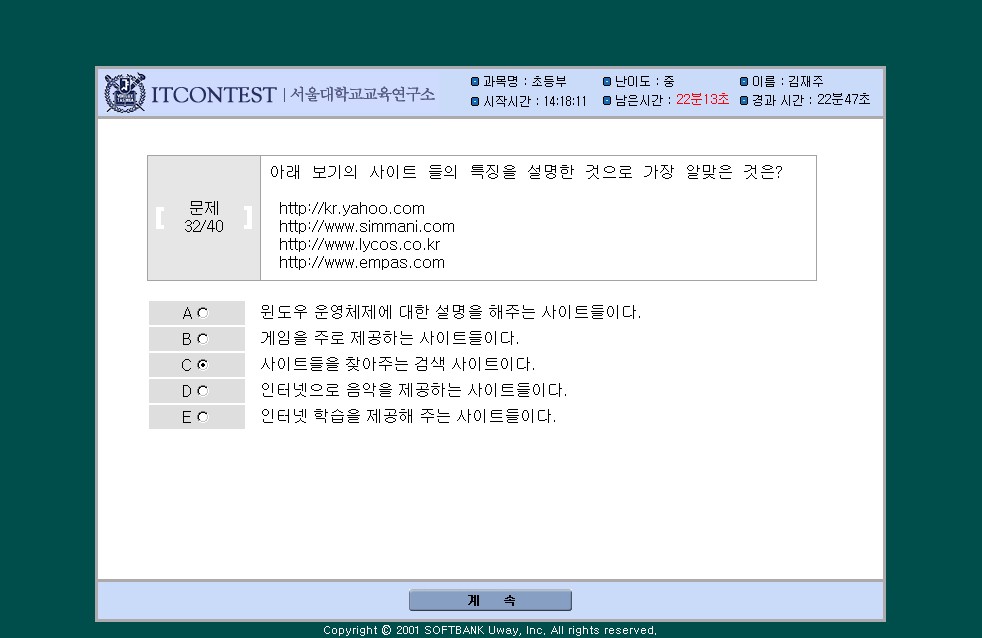 ITCONTEST | 서울대학교교육연구소
과목명 : 초등부
난이도 : 중
이름 : 김재주
시작시간 : 14:18:11
남은시간 : 22분13초
경과 시간 : 22분47초
아래 보기의 사이트 들의 특징을 설명한 것으로 가장 알맞은 것은?
[ 문제 ]
32/40
http://kr.yahoo.com
http://www.simmani.com
http://www.lycos.co.kr
http://www.empas.com
A 윈도우 운영체제에 대한 설명을 해주는 사이트들이다.
B 게임을 주로 제공하는 사이트들이다.
C 사이트들을 찾아주는 검색 사이트이다.
D 인터넷으로 음악을 제공하는 사이트들이다.
E 인터넷 학습을 제공해 주는 사이트들이다.
계 속
Copyright © 2001 SOFTBANK Uway, Inc. All rights reserved.